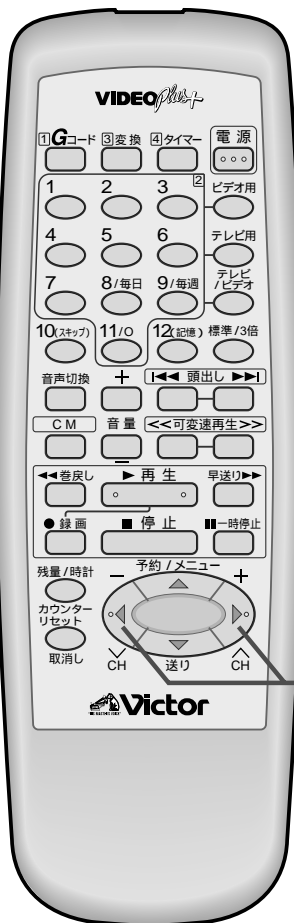 VIDEO Plus+
1 Gコード 3 変換 4 タイマー 電源
1 2 3 2 ビデオ用
4 5 6 テレビ用
7 8/毎日 9/毎週 テレビ/ビデオ
10(スキップ) 11/0 12(記憶) 標準/3倍
音声切換 + |◀◀ 頭出し ▶▶|
CM 音量 <<可変速再生>>
−
◀◀巻戻し ▶再生 早送り▶▶
●録画 ■停止 ▮▮一時停止
残量/時計 − 予約/メニュー +
カウンター
リセット
取消し CH 送り CH
Victor